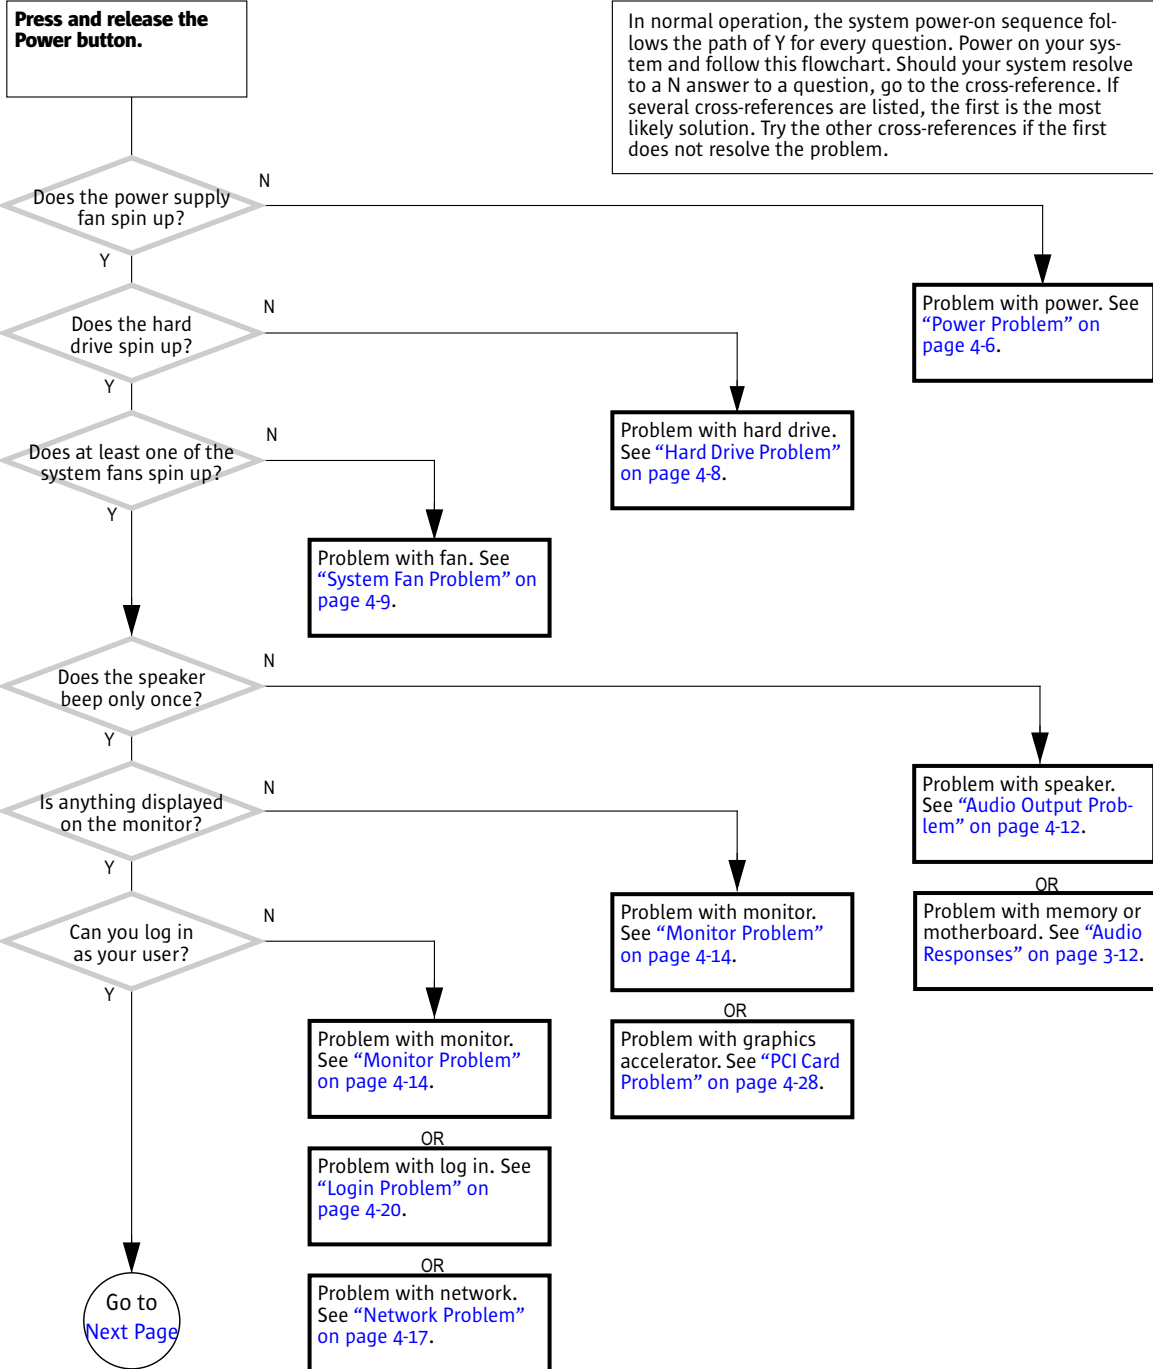 Press and release the
Power button.
In normal operation, the system power-on sequence fol-
lows the path of Y for every question. Power on your sys-
tem and follow this flowchart. Should your system resolve
to a N answer to a question, go to the cross-reference. If
several cross-references are listed, the first is the most
likely solution. Try the other cross-references if the first
does not resolve the problem.
Does the power supply
fan spin up?
N
Y
Problem with power. See
“Power Problem” on
page 4-6.
Does the hard
drive spin up?
N
Y
Problem with hard drive.
See “Hard Drive Problem”
on page 4-8.
Does at least one of the
system fans spin up?
N
Y
Problem with fan. See
“System Fan Problem” on
page 4-9.
Does the speaker
beep only once?
N
Y
Problem with speaker.
See “Audio Output Prob-
lem” on page 4-12.
OR
Problem with memory or
motherboard. See “Audio
Responses” on page 3-12.
Is anything displayed
on the monitor?
N
Y
Problem with monitor.
See “Monitor Problem”
on page 4-14.
OR
Problem with graphics
accelerator. See “PCI Card
Problem” on page 4-28.
Can you log in
as your user?
N
Y
Problem with monitor.
See “Monitor Problem”
on page 4-14.
OR
Problem with log in. See
“Login Problem” on
page 4-20.
OR
Problem with network.
See “Network Problem”
on page 4-17.
Go to
Next Page